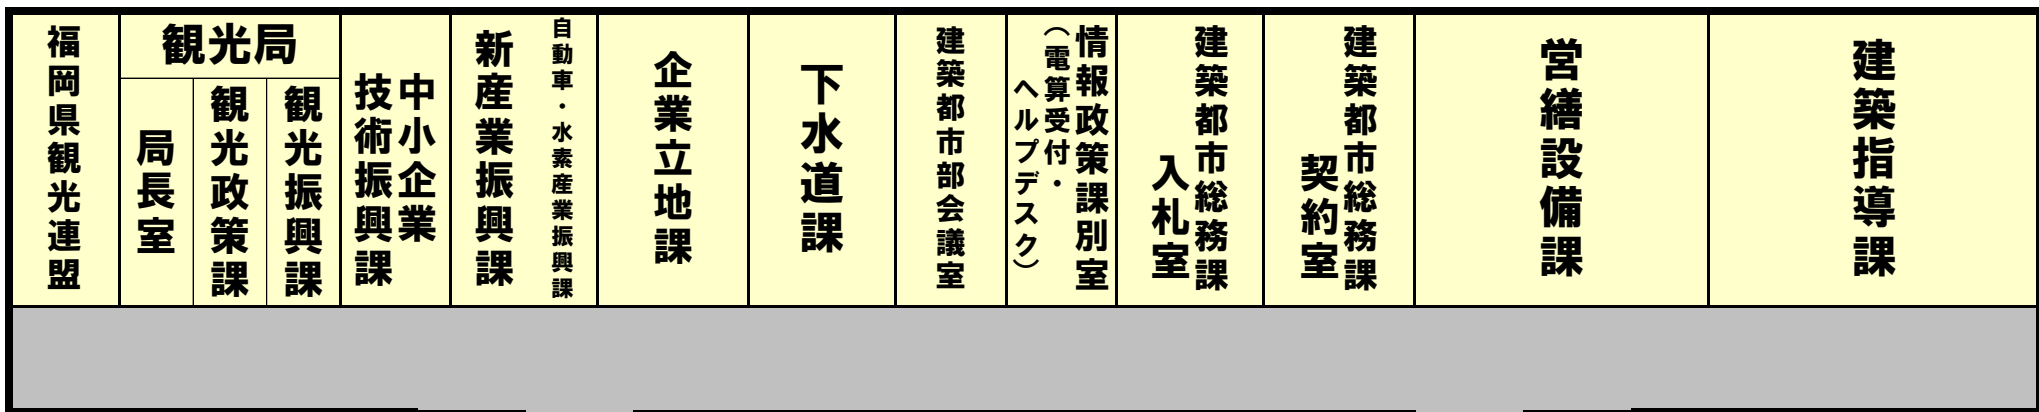 福岡県観光連盟
観光局
局長室
観光政策課
観光振興課
中小企業
技術振興課
新産業振興課
自動車・水素産業振興課
企業立地課
下水道課
建築都市部会議室
情報政策課別室
（電算受付・
ヘルプデスク）
建築都市総務課
入札室
建築都市総務課
契約室
営繕設備課
建築指導課